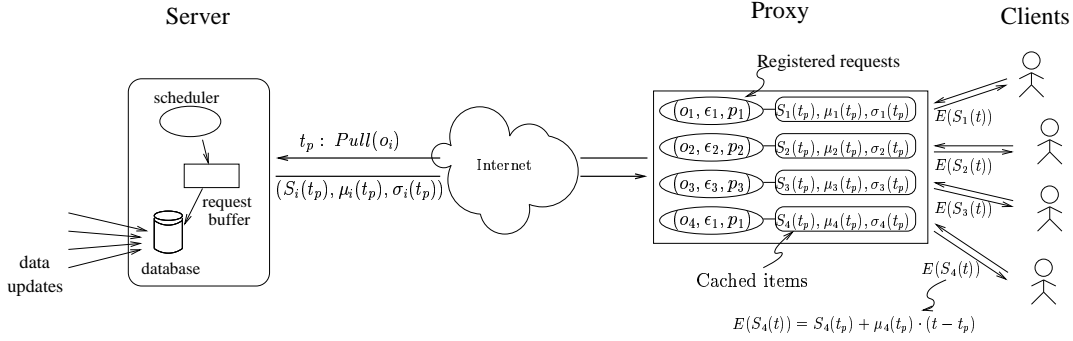 Server
Proxy
Clients
scheduler
request
buffer
database
data
updates
t_p : Pull(o_i)
(S_i(t_p), μ_i(t_p), σ_i(t_p))
Internet
Registered requests
(o_1, ϵ_1, p_1) S_1(t_p), μ_1(t_p), σ_1(t_p)
(o_2, ϵ_2, p_2) S_2(t_p), μ_2(t_p), σ_2(t_p)
(o_3, ϵ_3, p_3) S_3(t_p), μ_3(t_p), σ_3(t_p)
(o_4, ϵ_1, p_1) S_4(t_p), μ_4(t_p), σ_4(t_p)
Cached items
E(S_1(t))
E(S_2(t))
E(S_3(t))
E(S_4(t))
E(S_4(t)) = S_4(t_p) + μ_4(t_p) · (t − t_p)